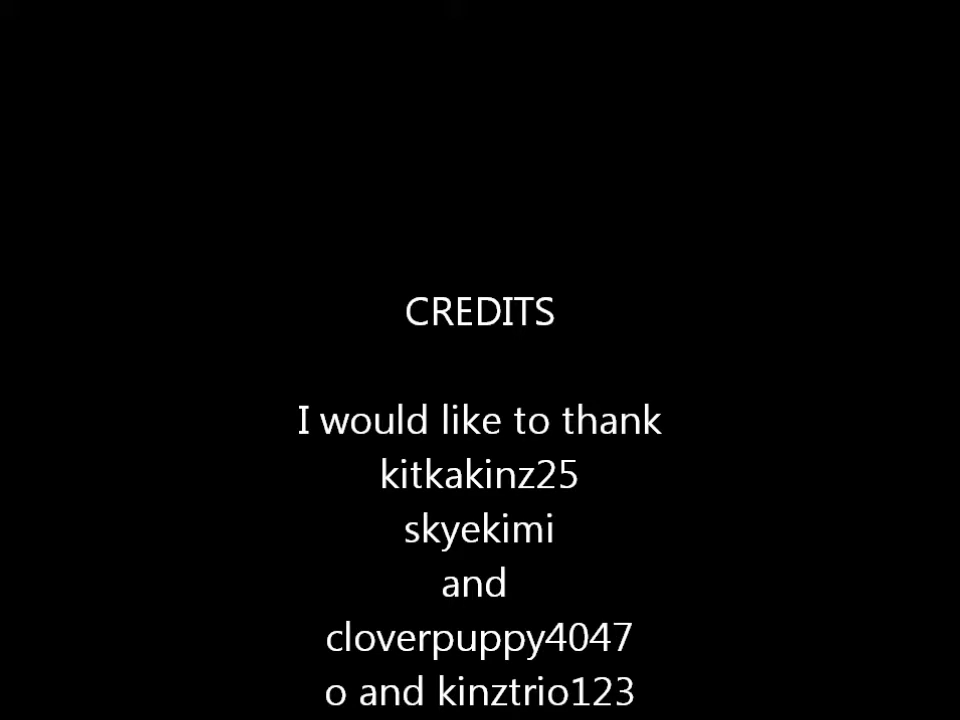 CREDITS
I would like to thank
kitkakinz25
skyekimi
and
cloverpuppy4047
o and kinztrio123